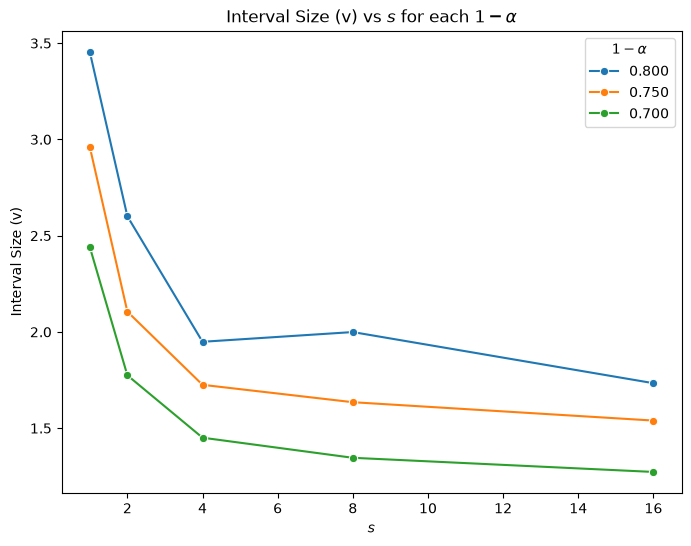 Interval Size (v) vs s for each 1 − α
1 − α
0.800
0.750
0.700
Interval Size (v)
3.5
3.0
2.5
2.0
1.5
2 4 6 8 10 12 14 16
s